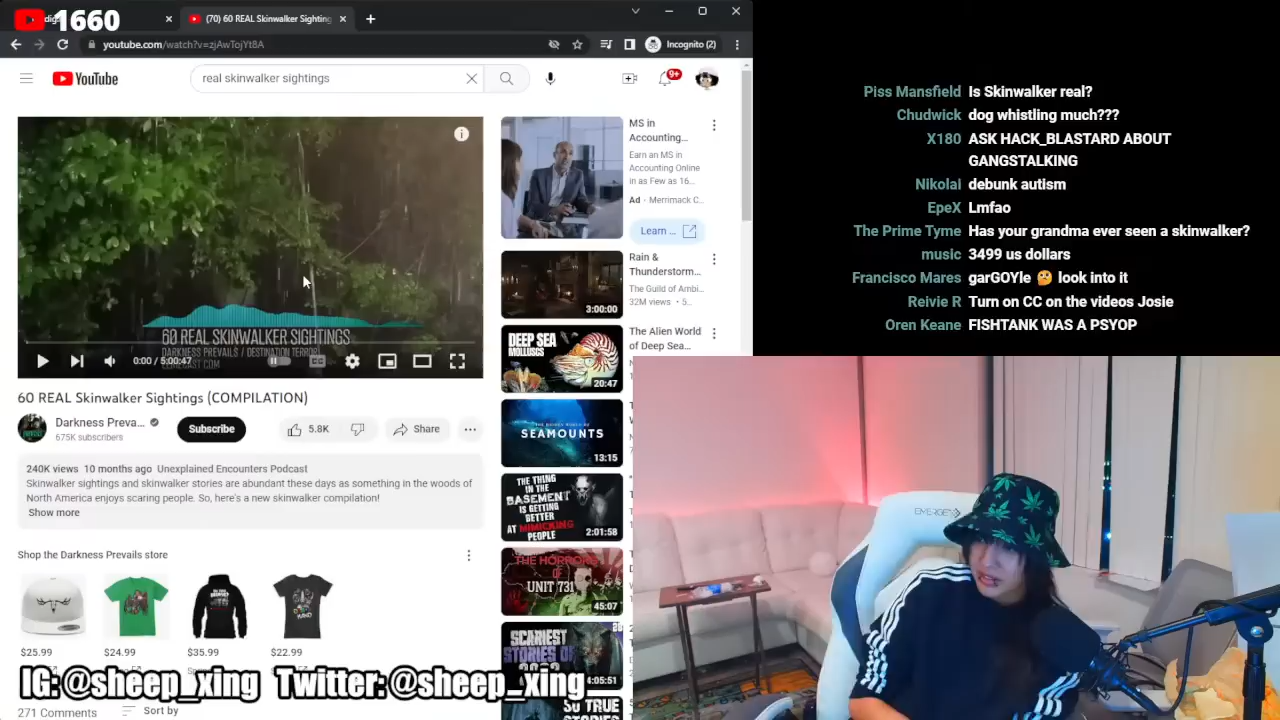 1660
(70) 60 REAL Skinwalker Sighting
youtube.com/watch?v=zjAwTojYt8A
Incognito (2)
YouTube
real skinwalker sightings
9+
60 REAL SKINWALKER SIGHTINGS
DARKNESS PREVAILS / DESTINATION TERROR
0:00 / 5:00:47
60 REAL Skinwalker Sightings (COMPILATION)
Darkness Preva...
675K subscribers
Subscribe
5.8K
Share
240K views 10 months ago Unexplained Encounters Podcast
Skinwalker sightings and skinwalker stories are abundant these days as something in the woods of
North America enjoys scaring people. So, here's a new skinwalker compilation!
Show more
Shop the Darkness Prevails store
$25.99
$24.99
$35.99
$22.99
IG: @sheep_xing Twitter: @sheep_xing
271 Comments
Sort by
MS in
Accounting...
Earn an MS in
Accounting Online
in as Few as 16...
Ad · Merrimack C...
Learn ...
Rain &
Thunderstorm...
The Guild of Ambi...
32M views • 5...
3:00:00
The Alien World
of Deep Sea...
DEEP SEA
MOLLUSCS
20:47
SEAMOUNTS
13:15
THE THING
IN THE
BASEMENT
IS GETTING
BETTER
AT MIMICKING
PEOPLE
2:01:58
THE HORRORS
OF
UNIT 731
45:07
SCARIEST
STORIES OF
4:05:51
50 TRUE
Piss Mansfield Is Skinwalker real?
Chudwick dog whistling much???
X180 ASK HACK_BLASTARD ABOUT
GANGSTALKING
Nikolai debunk autism
EpeX Lmfao
The Prime Tyme Has your grandma ever seen a skinwalker?
music 3499 us dollars
Francisco Mares garGOYle 🤔 look into it
Reivie R Turn on CC on the videos Josie
Oren Keane FISHTANK WAS A PSYOP